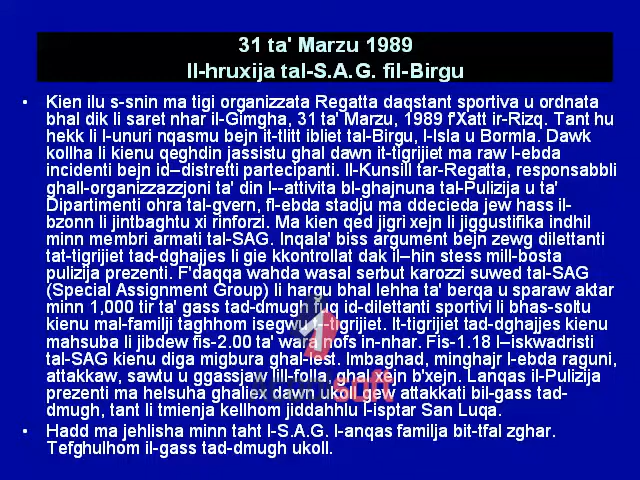 31 ta' Marzu 1989
Il-hruxija tal-S.A.G. fil-Birgu
• Kien ilu s-snin ma tigi organizzata Regatta daqstant sportiva u ordnata
bhal dik li saret nhar il-Gimgha, 31 ta' Marzu, 1989 f'Xatt ir-Rizq. Tant hu
hekk li l-unuri nqasmu bejn it-tlitt ibliet tal-Birgu, l-Isla u Bormla. Dawk
kollha li kienu qeghdin jassistu ghal dawn it-tigrijiet ma raw l-ebda
incidenti bejn id–distretti partecipanti. Il-Kunsill tar-Regatta, responsabbli
ghall-organizzazzjoni ta' din l--attivita bl-ghajnuna tal-Pulizija u ta'
Dipartimenti ohra tal-gvern, fl-ebda stadju ma ddecieda jew hass il-
bzonn li jintbaghtu xi rinforzi. Ma kien qed jigri xejn li jiggustifika indhil
minn membri armati tal-SAG. Inqala' biss argument bejn zewg dilettanti
tat-tigrijiet tad-dghajjes li gie kkontrollat dak il–hin stess mill-bosta
pulizija prezenti. F'daqqa wahda wasal serbut karozzi suwed tal-SAG
(Special Assignment Group) li hargu bhal lehha ta' berqa u sparaw aktar
minn 1,000 tir ta' gass tad-dmugh fuq id-dilettanti sportivi li bhas-soltu
kienu mal-familji taghhom isegwu t--tigrijiet. It-tigrijiet tad-dghajjes kienu
mahsuba li jibdew fis-2.00 ta' wara nofs in-nhar. Fis-1.18 l–iskwadristi
tal-SAG kienu diga migbura ghal-lest. Imbaghad, minghajr l-ebda raguni,
attakkaw, sawtu u ggassjaw lill-folla, ghal xejn b'xejn. Lanqas il-Pulizija
prezenti ma helsuha ghaliex dawn ukoll gew attakkati bil-gass tad-
dmugh, tant li tmienja kellhom jiddahhlu l-isptar San Luqa.
• Hadd ma jehlisha minn taht l-S.A.G. l-anqas familja bit-tfal zghar.
Tefghulhom il-gass tad-dmugh ukoll.